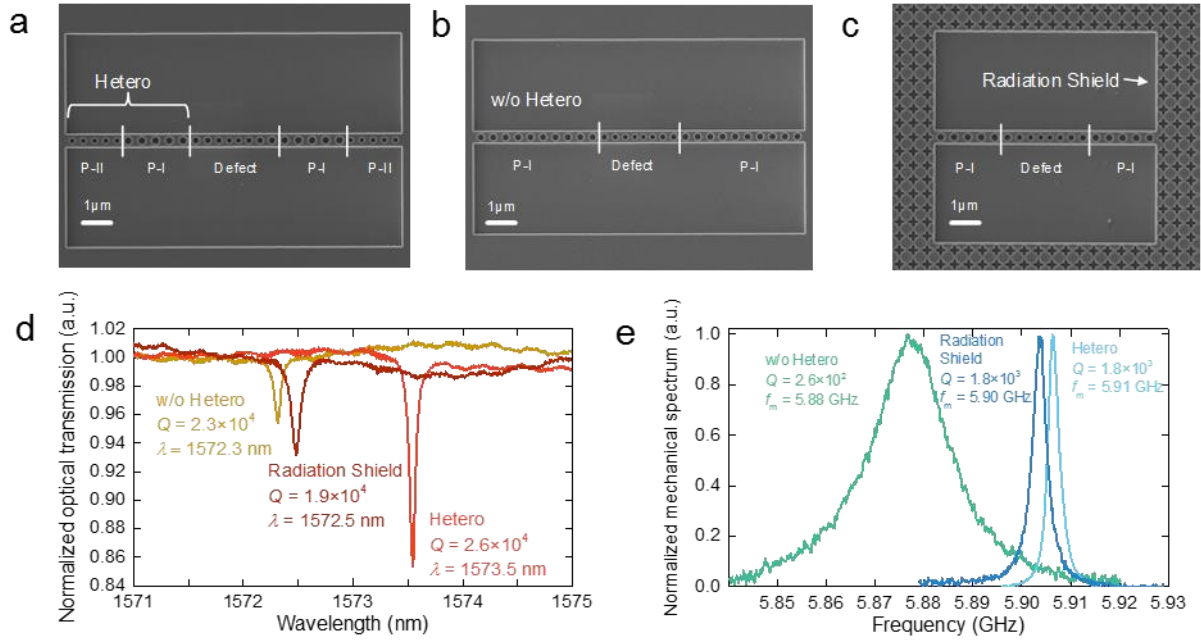 a
Hetero
P-II
P-I
Defect
P-I
P-II
1μm
b
w/o Hetero
P-I
Defect
P-I
1μm
c
Radiation Shield
P-I
Defect
P-I
1μm
d
Normalized optical transmission (a.u.)
1.02
1.00
0.98
0.96
0.94
0.92
0.90
0.88
0.86
0.84
w/o Hetero
Q = 2.3×10⁴
λ = 1572.3 nm
Radiation Shield
Q = 1.9×10⁴
λ = 1572.5 nm
Hetero
Q = 2.6×10⁴
λ = 1573.5 nm
1571
1572
1573
1574
1575
Wavelength (nm)
e
Normalized mechanical spectrum (a.u.)
1.0
0.8
0.6
0.4
0.2
0.0
w/o Hetero
Q = 2.6×10²
fₘ = 5.88 GHz
Radiation
Shield
Q = 1.8×10³
fₘ = 5.90 GHz
Hetero
Q = 1.8×10³
fₘ = 5.91 GHz
5.85
5.86
5.87
5.88
5.89
5.90
5.91
5.92
5.93
Frequency (GHz)